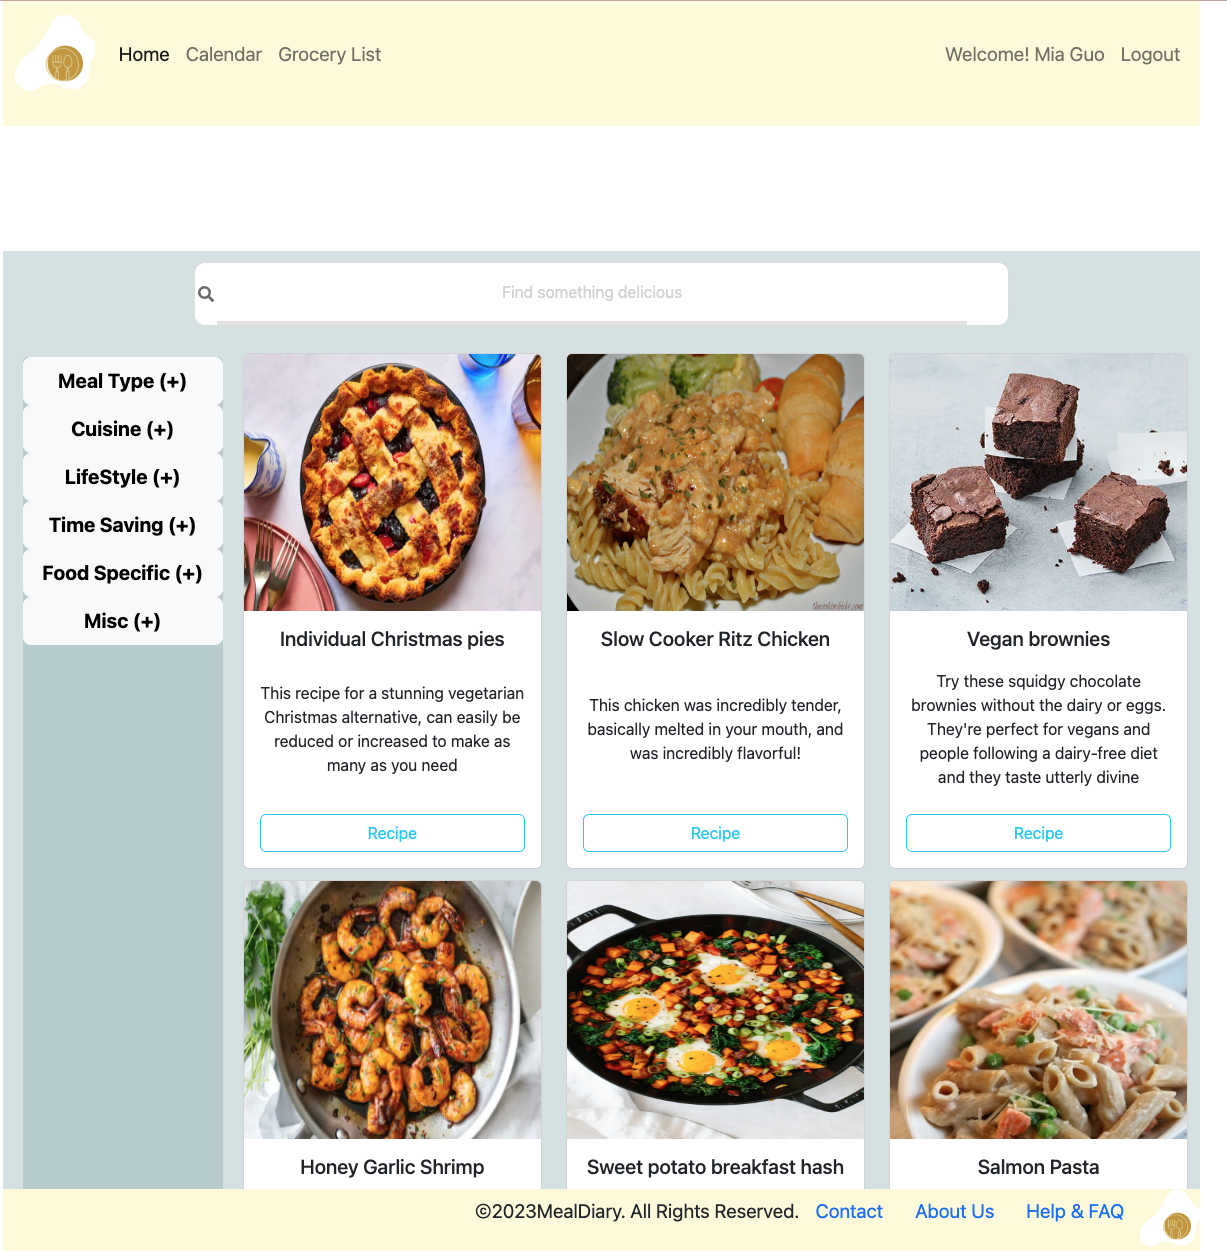 Home Calendar Grocery List Welcome! Mia Guo Logout
Find something delicious
Meal Type (+)
Cuisine (+)
LifeStyle (+)
Time Saving (+)
Food Specific (+)
Misc (+)
Individual Christmas pies
This recipe for a stunning vegetarian
Christmas alternative, can easily be
reduced or increased to make as
many as you need
Recipe
Slow Cooker Ritz Chicken
This chicken was incredibly tender,
basically melted in your mouth, and
was incredibly flavorful!
Recipe
Vegan brownies
Try these squidgy chocolate
brownies without the dairy or eggs.
They're perfect for vegans and
people following a dairy-free diet
and they taste utterly divine
Recipe
Honey Garlic Shrimp
Sweet potato breakfast hash
Salmon Pasta
©2023MealDiary. All Rights Reserved. Contact About Us Help & FAQ